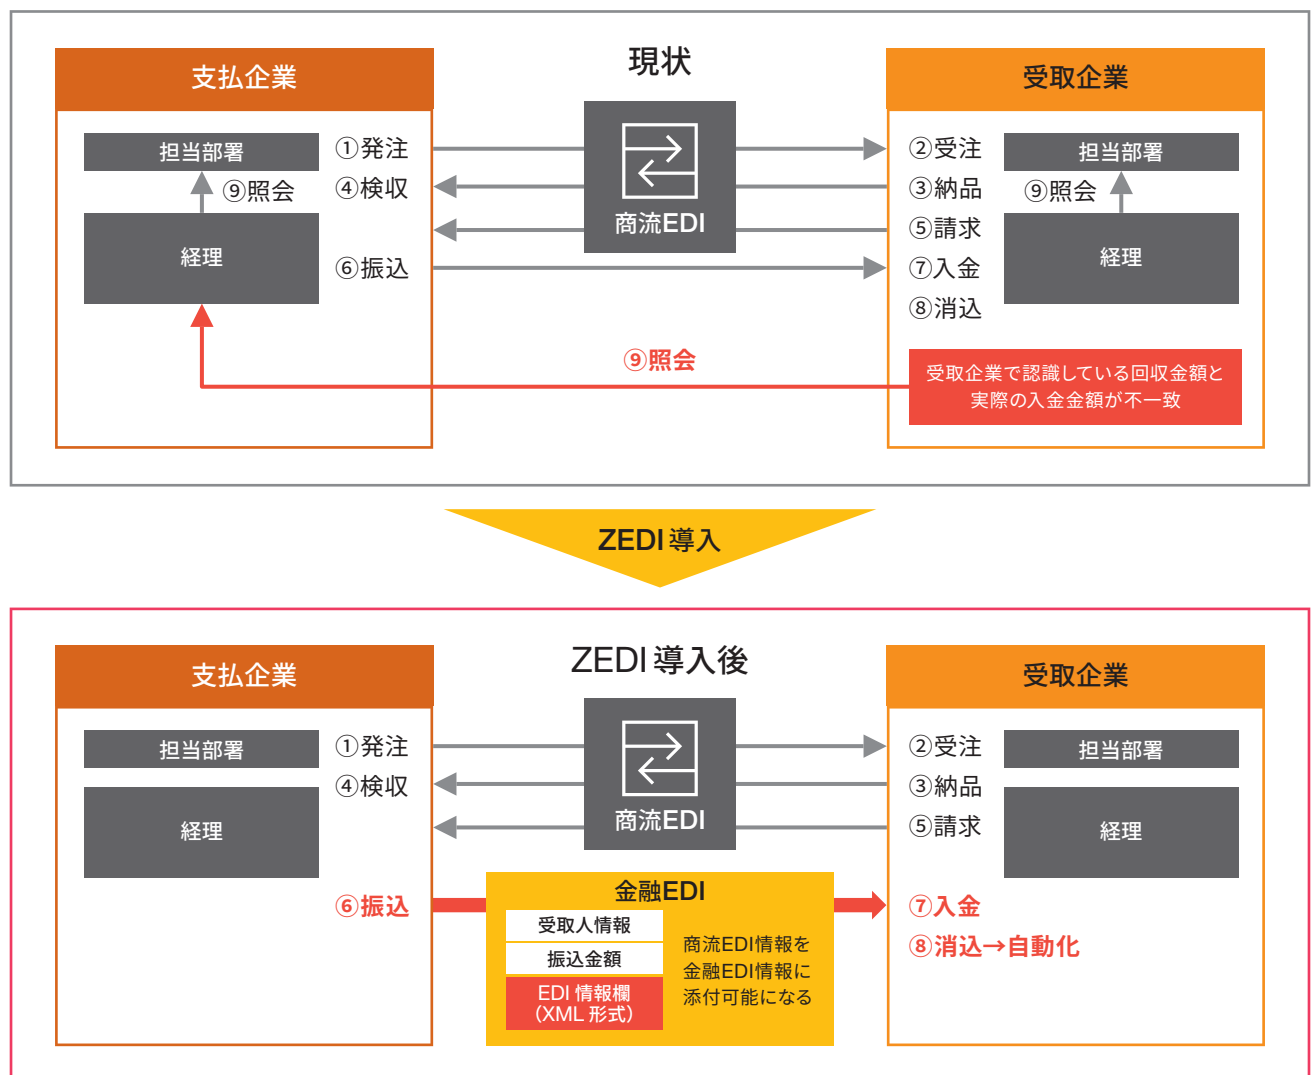 現状
支払企業
担当部署
⑨照会
経理
①発注
④検収
⑥振込
商流EDI
受取企業
②受注
③納品
⑤請求
⑦入金
⑧消込
担当部署
⑨照会
経理
⑨照会
受取企業で認識している回収金額と
実際の入金金額が不一致
ZEDI 導入
ZEDI 導入後
支払企業
担当部署
経理
①発注
④検収
⑥振込
商流EDI
受取企業
②受注
③納品
⑤請求
担当部署
経理
金融EDI
受取人情報
振込金額
EDI 情報欄
（XML 形式）
商流EDI情報を
金融EDI情報に
添付可能になる
⑦入金
⑧消込→自動化